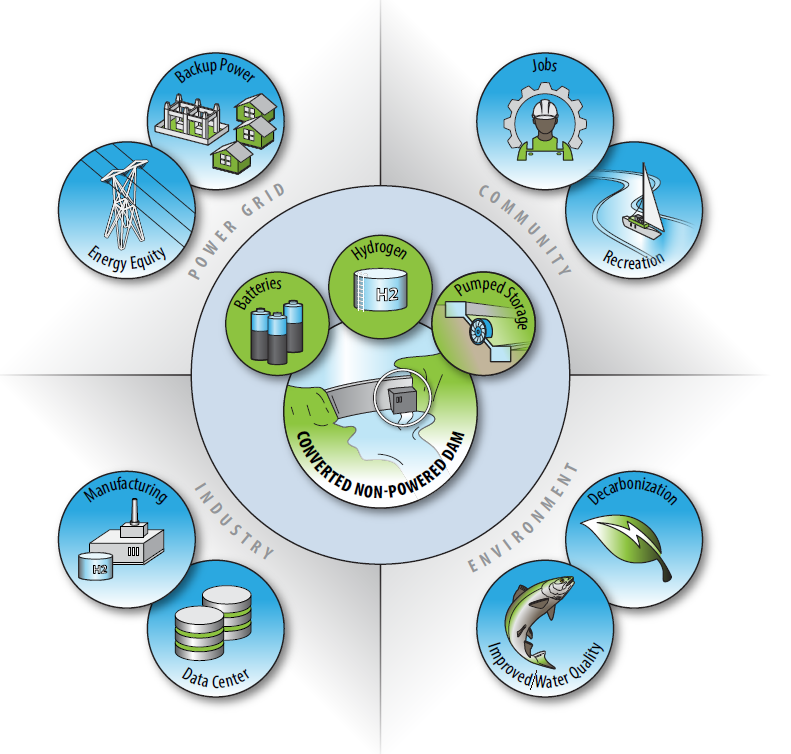 Backup Power
Energy Equity
POWER GRID
Jobs
Recreation
COMMUNITY
Batteries
Hydrogen
H2
Pumped Storage
CONVERTED NON-POWERED DAM
Manufacturing
H2
Data Center
INDUSTRY
Decarbonization
Improved/Water Quality
ENVIRONMENT